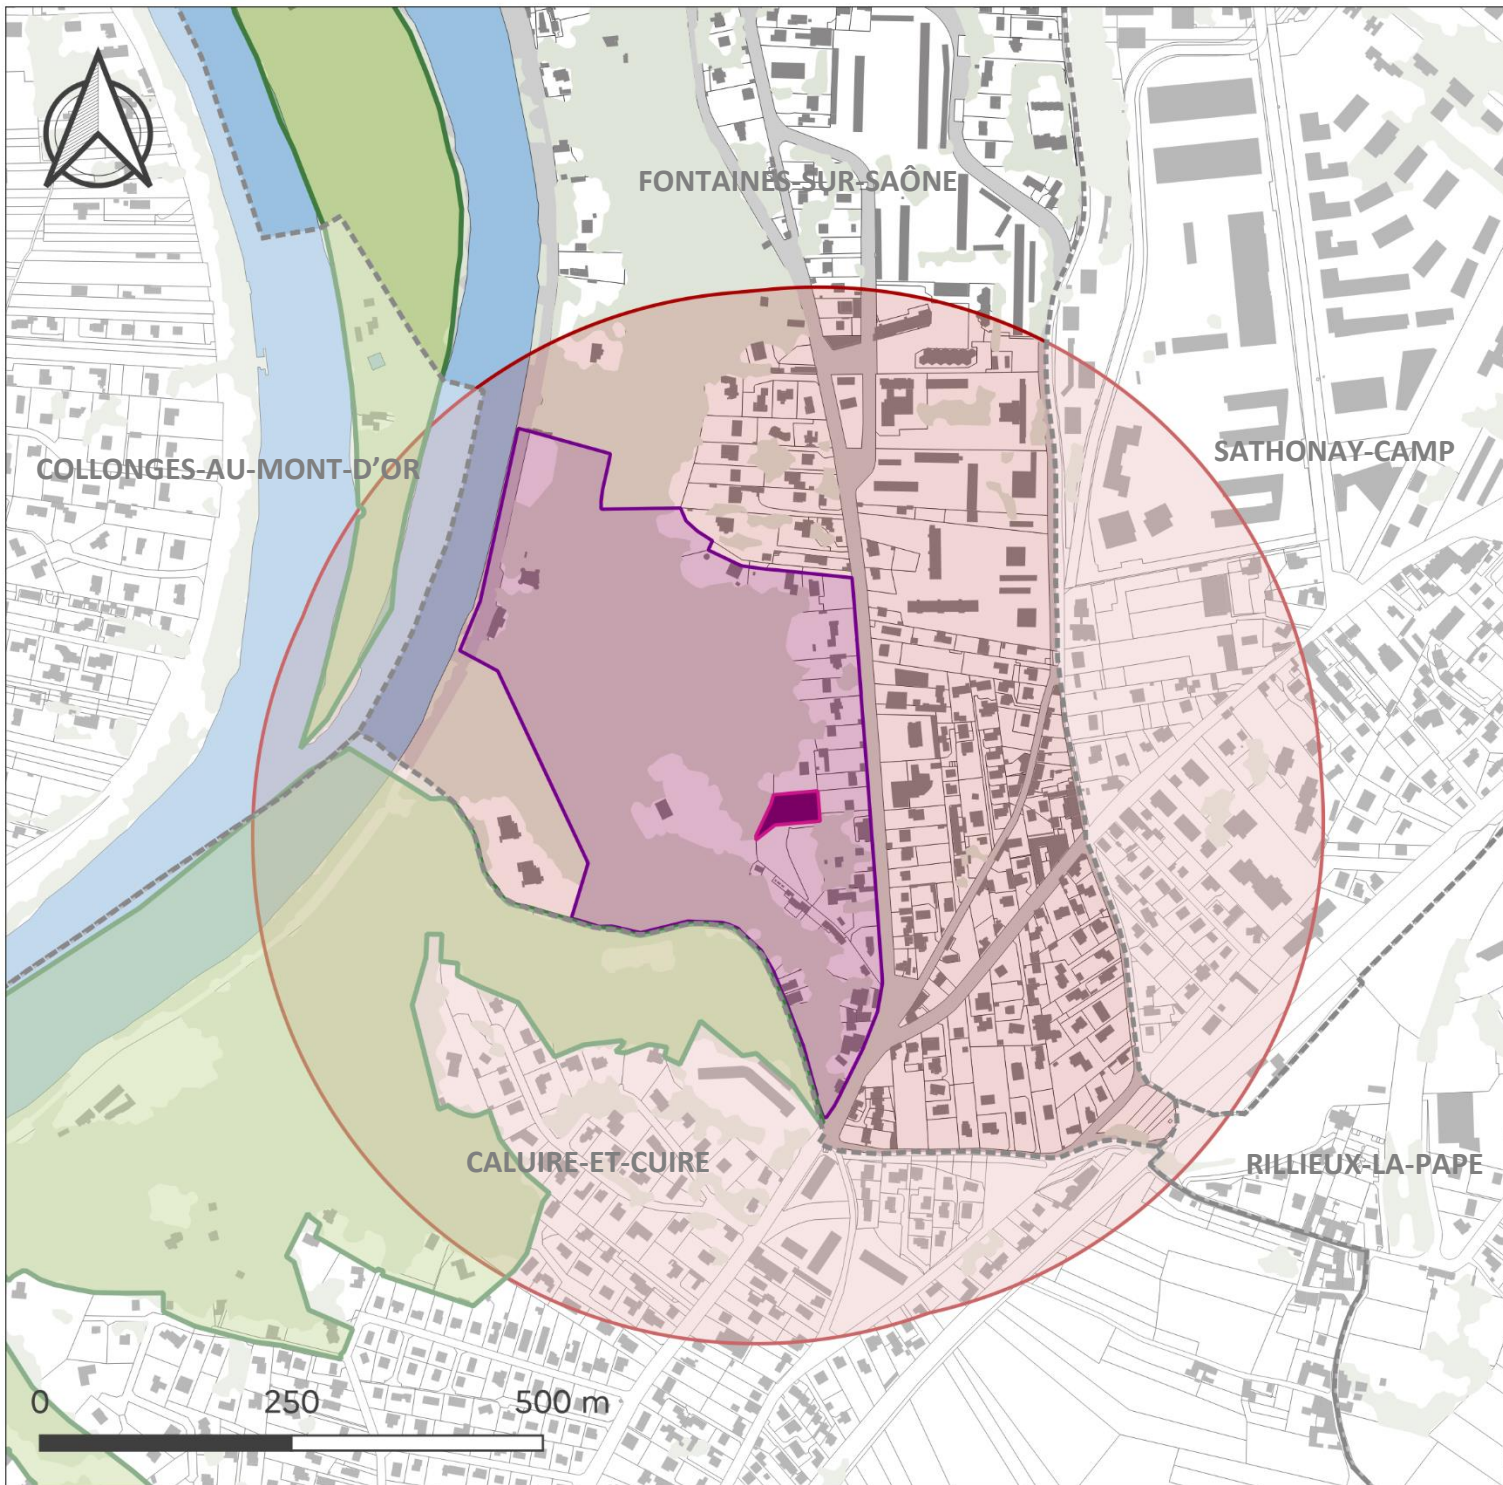 FONTAINES-SUR-SAÔNE
COLLONGES-AU-MONT-D'OR
SATHONAY-CAMP
CALUIRE-ET-CUIRE
RILLIEUX-LA-PAPE
0 250 500 m